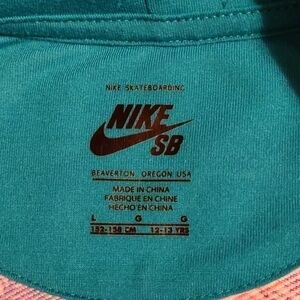 NIKE SKATEBOARDING
NIKE
SB
BEAVERTON, OREGON USA
MADE IN CHINA
FABRIQUE EN CHINE
HECHO EN CHINA
L G G
152-158 CM 12-13 YRS